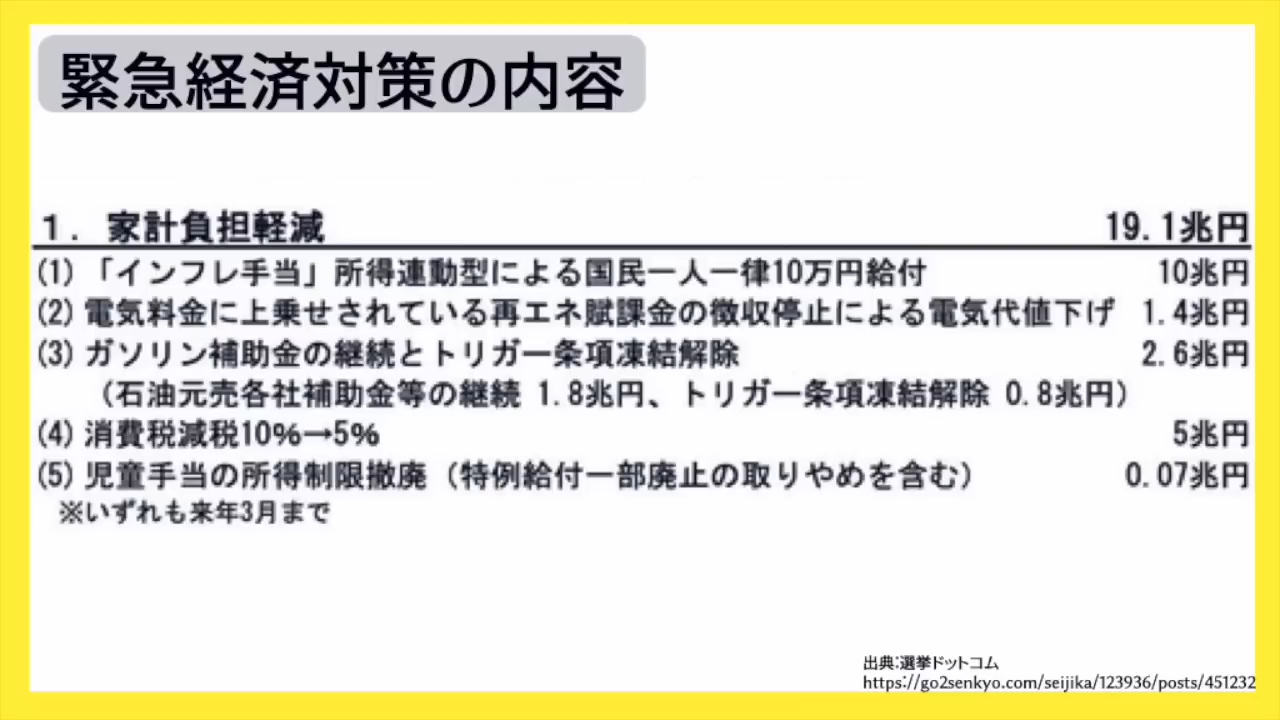 緊急経済対策の内容
1. 家計負担軽減 19.1兆円
(1) 「インフレ手当」所得連動型による国民一人一律10万円給付 10兆円
(2) 電気料金に上乗せされている再エネ賦課金の徴収停止による電気代値下げ 1.4兆円
(3) ガソリン補助金の継続とトリガー条項凍結解除 2.6兆円
（石油元売各社補助金等の継続 1.8兆円、トリガー条項凍結解除 0.8兆円）
(4) 消費税減税10%→5% 5兆円
(5) 児童手当の所得制限撤廃（特例給付一部廃止の取りやめを含む） 0.07兆円
※いずれも来年3月まで
出典:選挙ドットコム
https://go2senkyo.com/seijika/123936/posts/451232